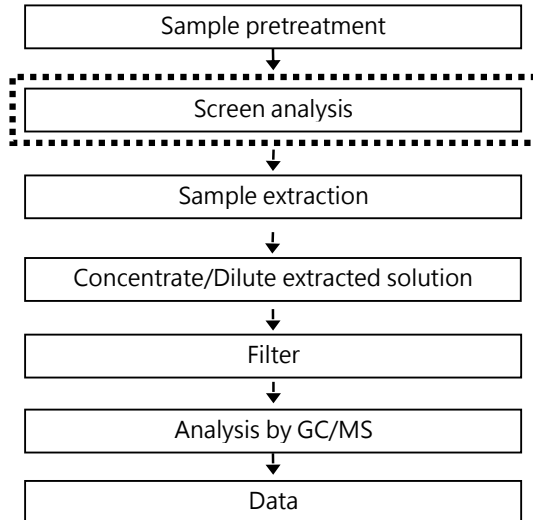 Sample pretreatment
Screen analysis
Sample extraction
Concentrate/Dilute extracted solution
Filter
Analysis by GC/MS
Data